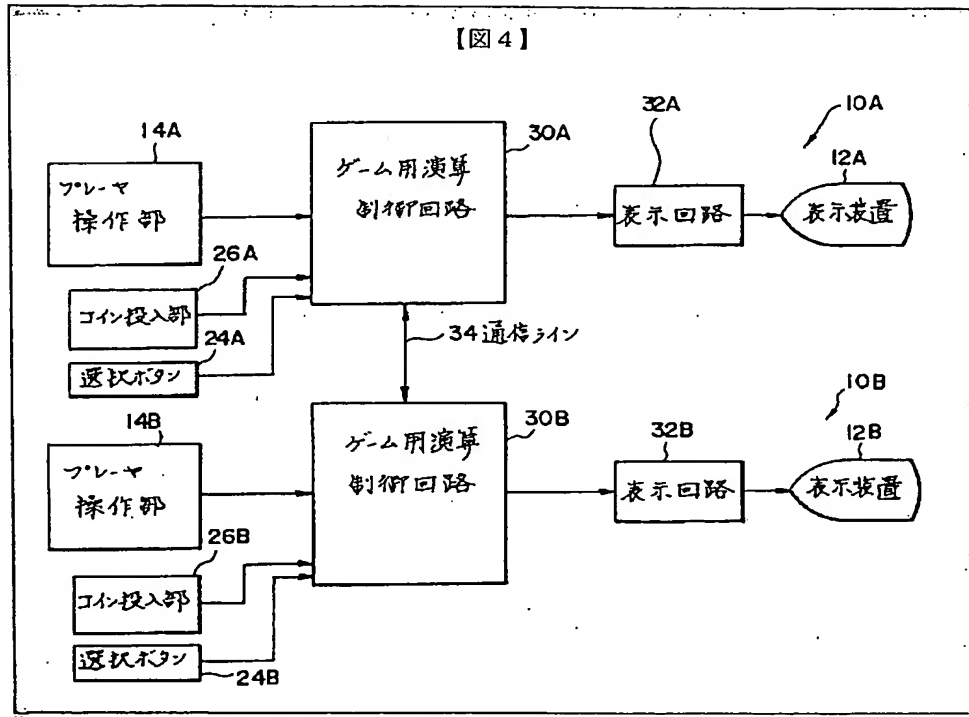 【図4】
14A
プレーヤ
操作部
26A
コイン投入部
24A
選択ボタン
30A
ゲーム用演算
制御回路
32A
表示回路
10A
12A
表示装置
34 通信ライン
14B
プレーヤ
操作部
26B
コイン投入部
選択ボタン
24B
30B
ゲーム用演算
制御回路
32B
表示回路
10B
12B
表示装置